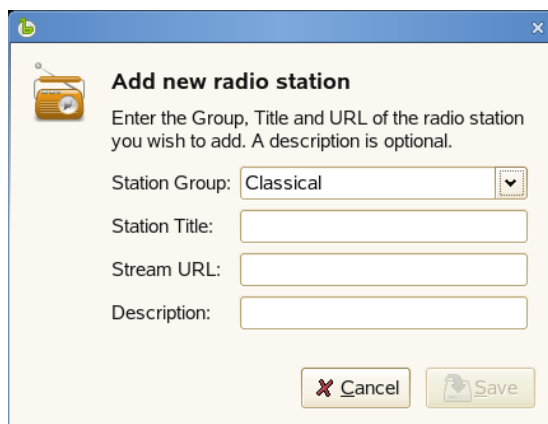 Add new radio station
Enter the Group, Title and URL of the radio station
you wish to add. A description is optional.
Station Group: Classical
Station Title:
Stream URL:
Description:
Cancel Save